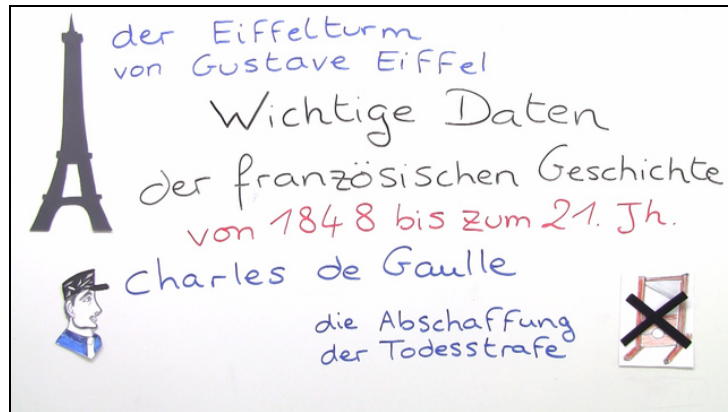 der Eiffelturm
von Gustave Eiffel
Wichtige Daten
der französischen Geschichte
von 1848 bis zum 21. Jh.
Charles de Gaulle
die Abschaffung
der Todesstrafe